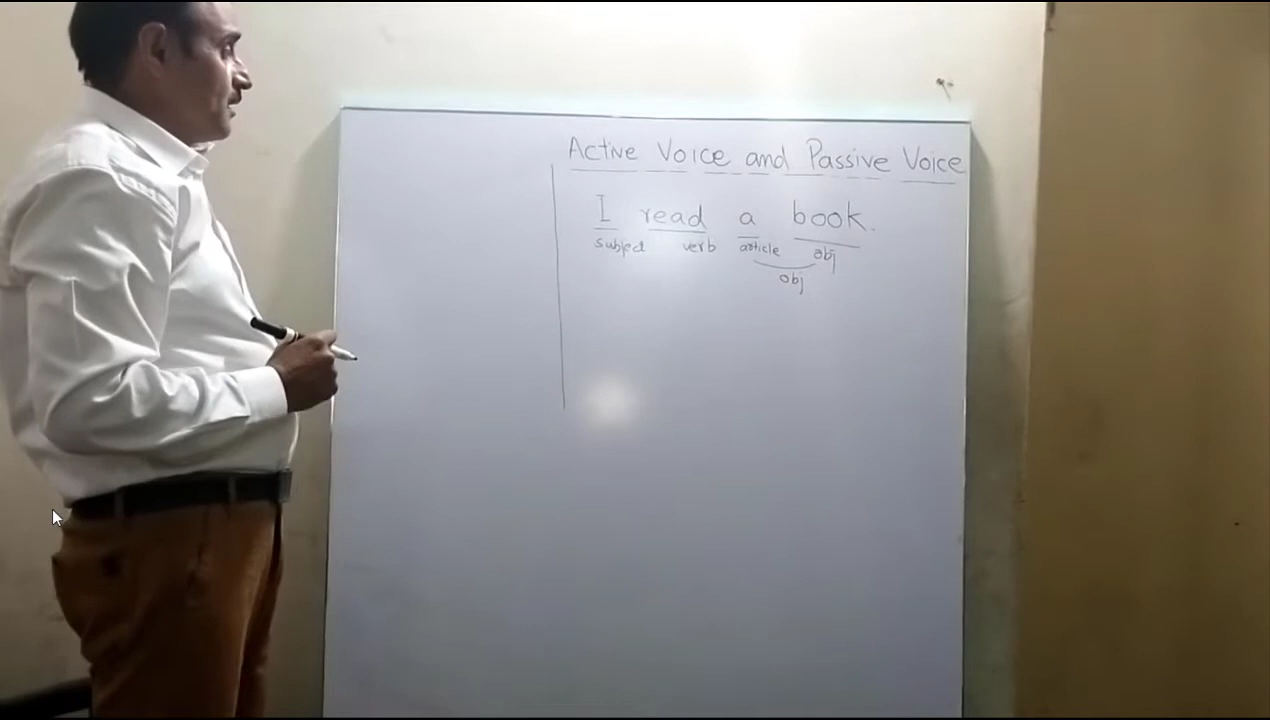 Active Voice and Passive Voice
I read a book.
subject verb article obj
obj